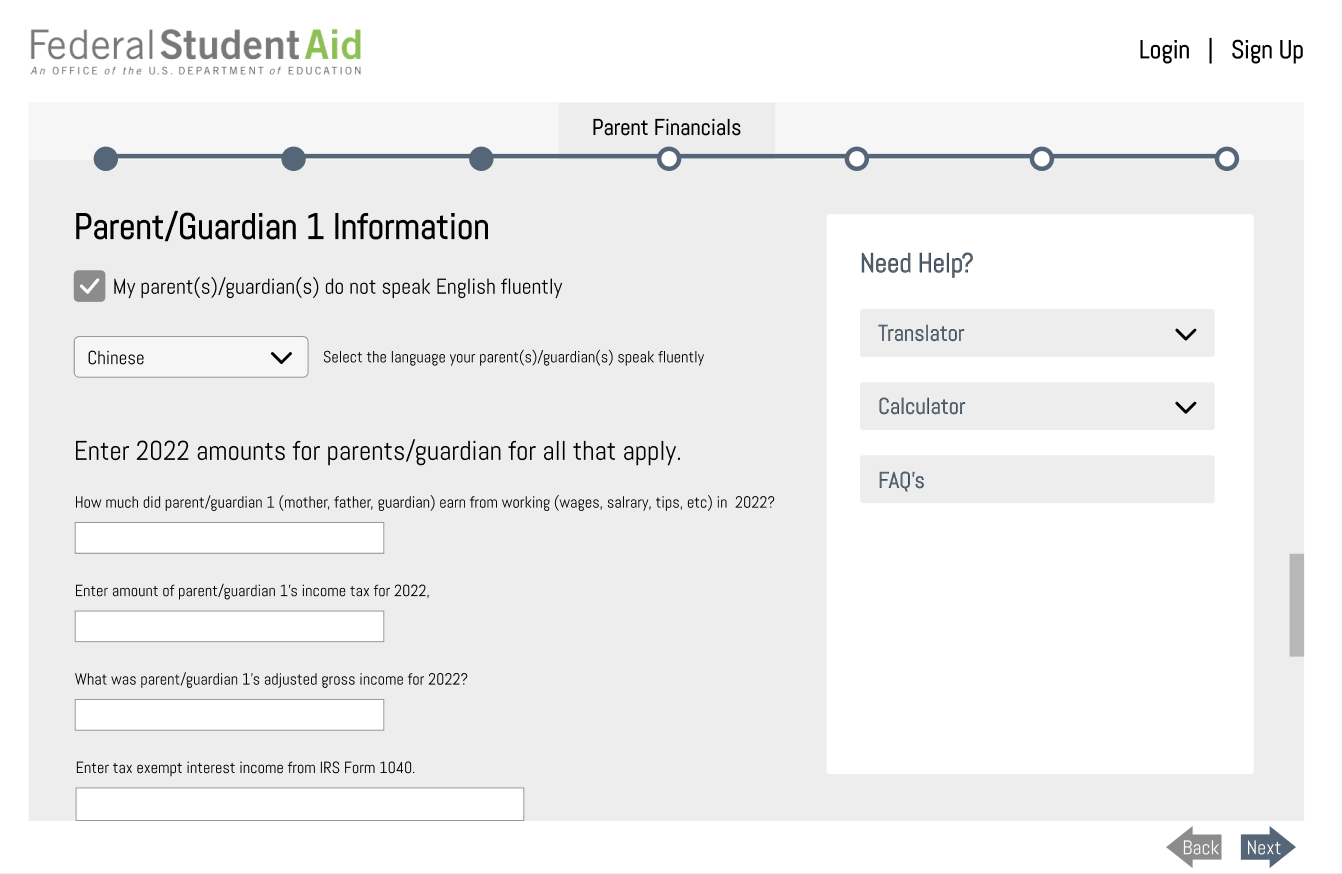 Federal Student Aid
An OFFICE of the U.S. DEPARTMENT of EDUCATION
Login | Sign Up
Parent Financials
Parent/Guardian 1 Information
My parent(s)/guardian(s) do not speak English fluently
Chinese
Select the language your parent(s)/guardian(s) speak fluently
Enter 2022 amounts for parents/guardian for all that apply.
How much did parent/guardian 1 (mother, father, guardian) earn from working (wages, salrary, tips, etc) in 2022?
Enter amount of parent/guardian 1's income tax for 2022,
What was parent/guardian 1's adjusted gross income for 2022?
Enter tax exempt interest income from IRS Form 1040.
Need Help?
Translator
Calculator
FAQ's
Back
Next